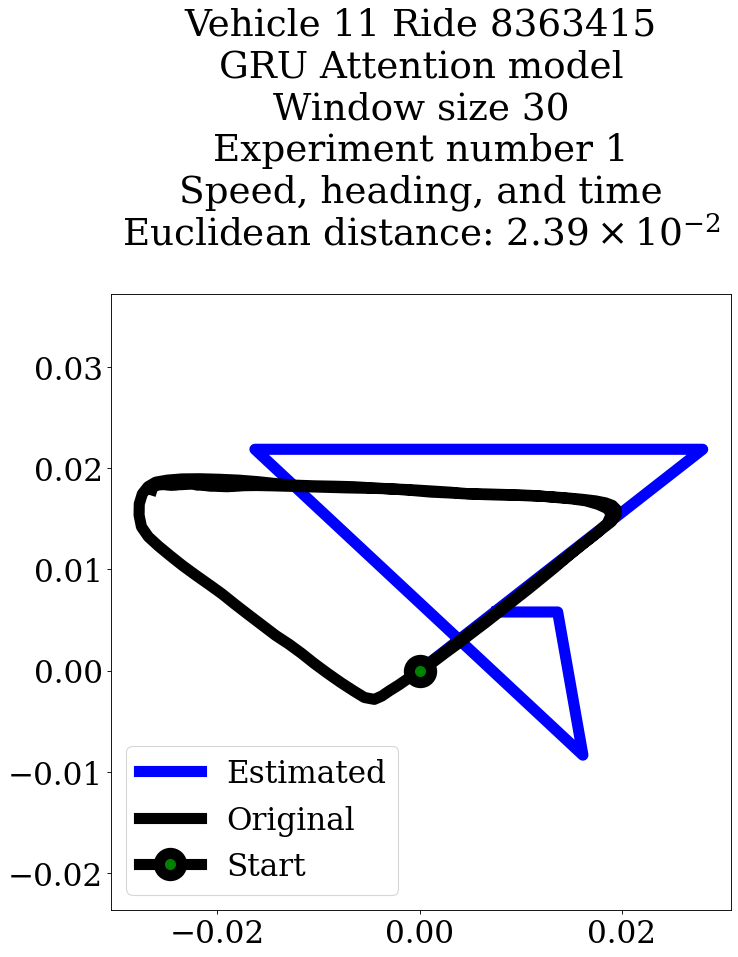 Vehicle 11 Ride 8363415
GRU Attention model
Window size 30
Experiment number 1
Speed, heading, and time
Euclidean distance: 2.39 × 10⁻²
0.03
0.02
0.01
0.00
−0.01
−0.02
Estimated
Original
Start
−0.02 0.00 0.02